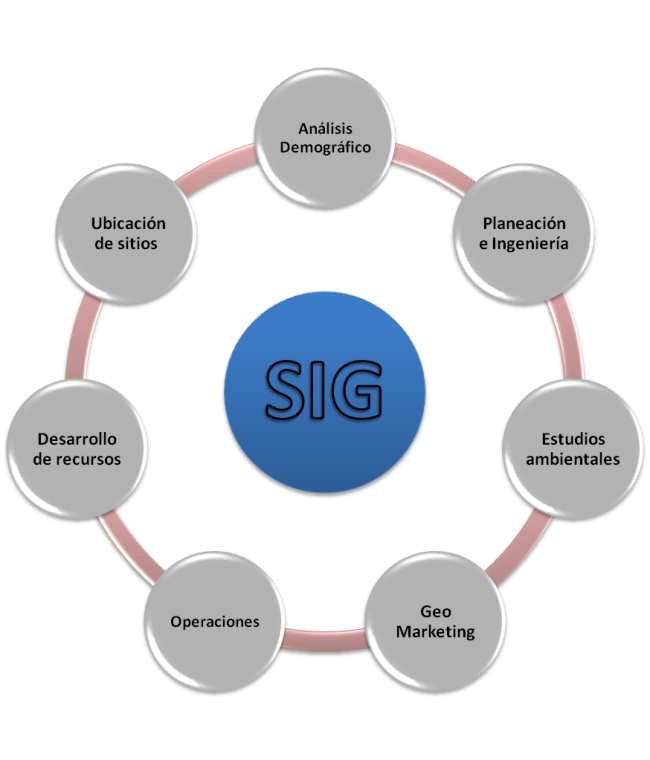 Análisis
Demográfico
Planeación
e Ingeniería
Estudios
ambientales
Geo
Marketing
Operaciones
Desarrollo
de recursos
Ubicación
de sitios
SIG